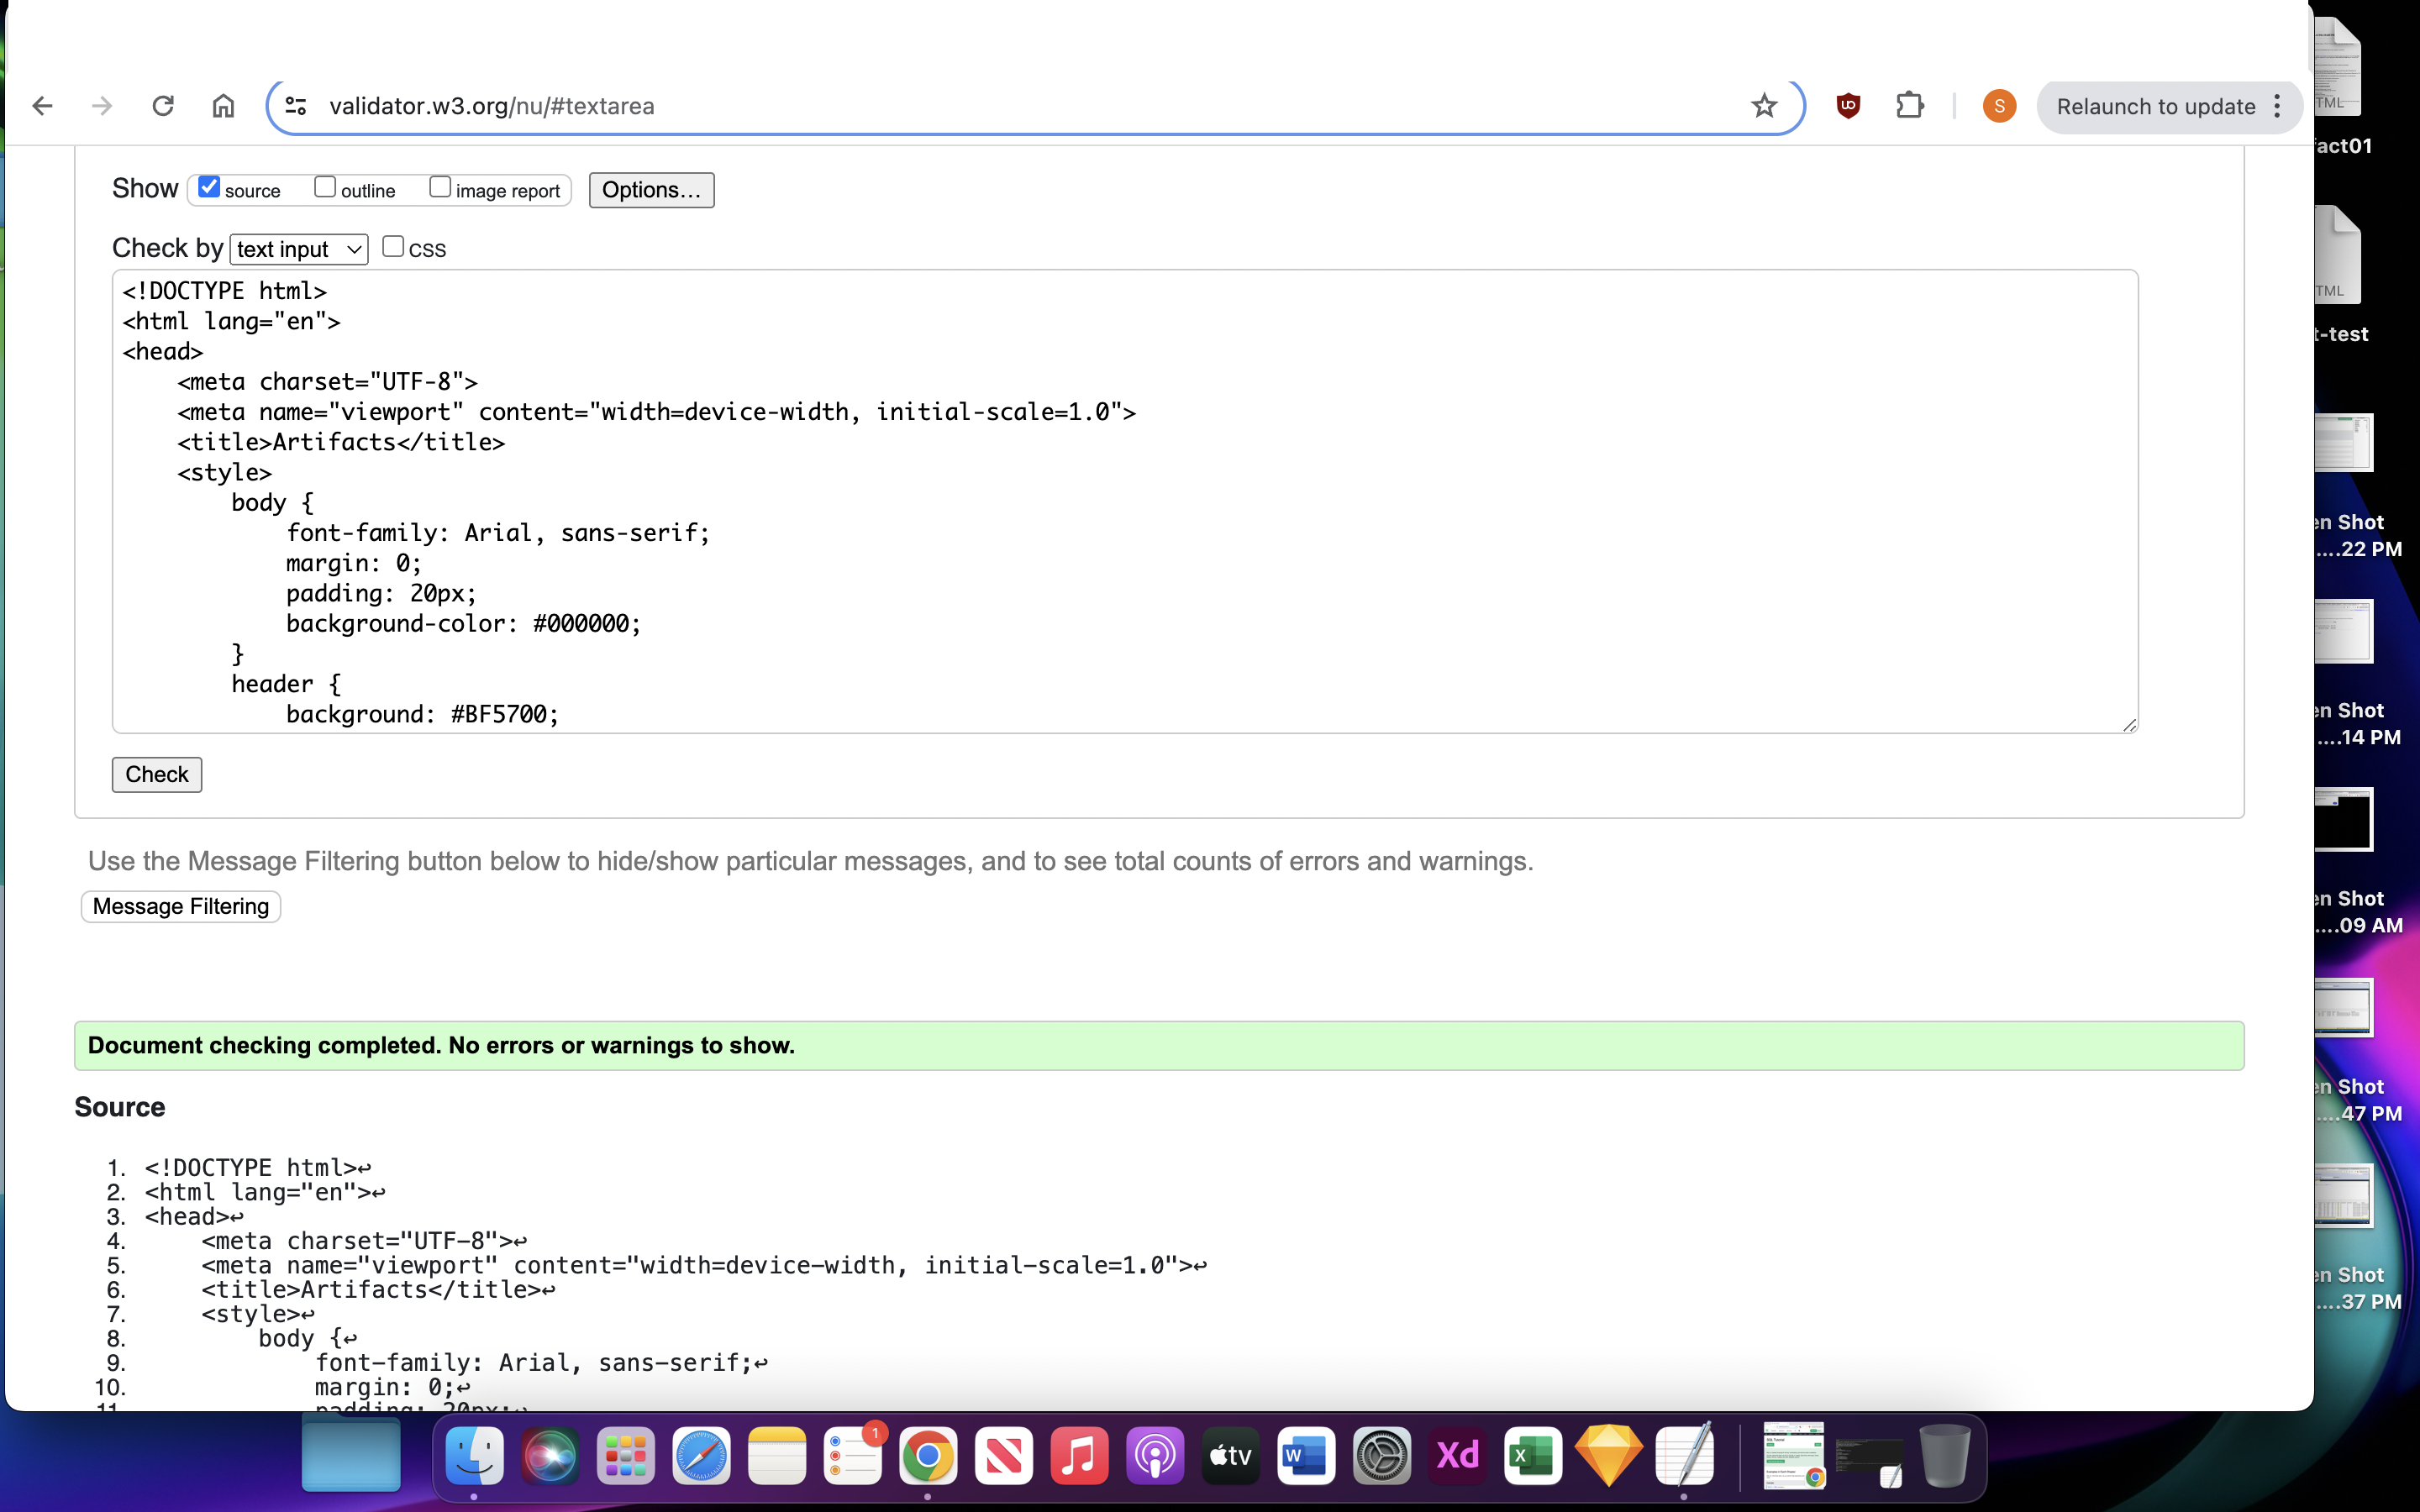 validator.w3.org/nu/#textarea
S
Relaunch to update
Show source outline image report Options...
Check by text input CSS
<!DOCTYPE html>
<html lang="en">
<head>
    <meta charset="UTF-8">
    <meta name="viewport" content="width=device-width, initial-scale=1.0">
    <title>Artifacts</title>
    <style>
        body {
            font-family: Arial, sans-serif;
            margin: 0;
            padding: 20px;
            background-color: #000000;
        }
        header {
            background: #BF5700;
Check
Use the Message Filtering button below to hide/show particular messages, and to see total counts of errors and warnings.
Message Filtering
Document checking completed. No errors or warnings to show.
Source
1. <!DOCTYPE html>↩
2. <html lang="en">↩
3. <head>↩
4.     <meta charset="UTF-8">↩
5.     <meta name="viewport" content="width=device-width, initial-scale=1.0">↩
6.     <title>Artifacts</title>↩
7.     <style>↩
8.         body {↩
9.             font-family: Arial, sans-serif;↩
10.             margin: 0;↩
11.             padding: 20px;↩
TML
fact01
TML
t-test
en Shot
....22 PM
en Shot
....14 PM
en Shot
....09 AM
en Shot
....47 PM
en Shot
....37 PM
1
tv
W
Xd
X